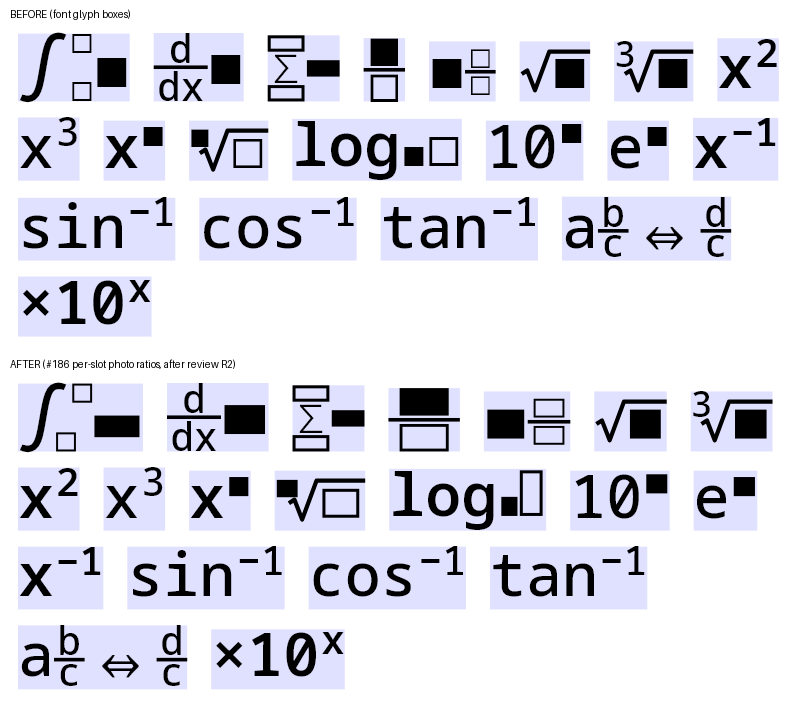 BEFORE (font glyph boxes)
∫□□■ d/dx■ □∑□■ ■/□ ■□/□ √■ ³√■ x²
x³ x^■ ■√□ log■□ 10^■ e^■ x⁻¹
sin⁻¹ cos⁻¹ tan⁻¹ a b/c ⇔ d/c
×10ˣ
AFTER (#186 per-slot photo ratios, after review R2)
∫□□■ d/dx■ □∑□■ ■/□ ■□/□ √■ ³√■
x² x³ x^■ ■√□ log■□ 10^■ e^■
x⁻¹ sin⁻¹ cos⁻¹ tan⁻¹
a b/c ⇔ d/c ×10ˣ